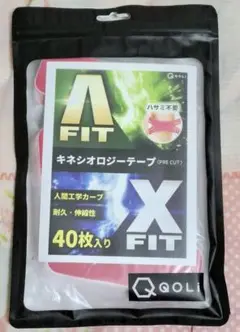 QOLi
Λ
FIT
ハサミ不要
キネシオロジーテープ(PRE CUT)
人間工学カーブ
耐久・伸縮性
40枚入り
X
FIT
QOLi